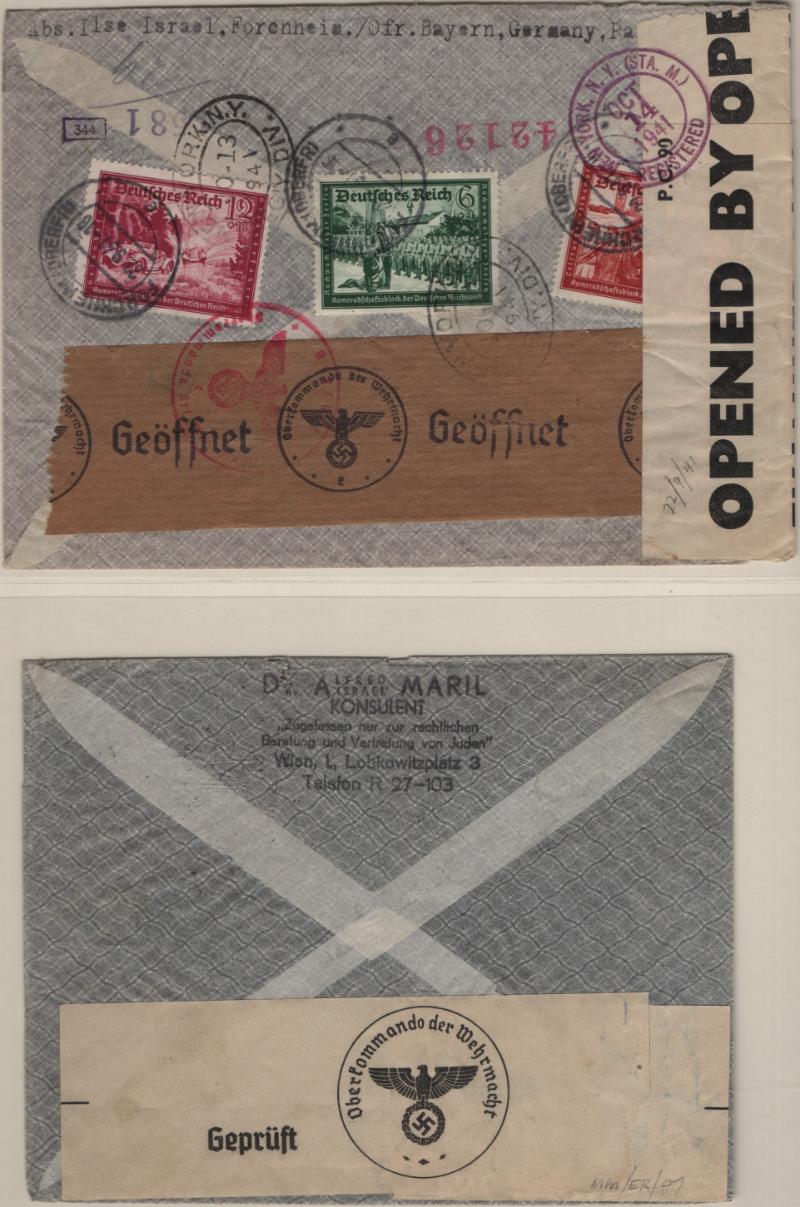 Abs.Ilse Israel,Forchheim./Ofr.Bayern,Germany,Pa
344
581
42126
NEW YORK, N.Y. (STA. M.)
OCT
14
1941
REGISTERED
P.C. 90
OPENED BY OPE
Deutsches Reich 12
Kameradschaftsblock der Deutschen Reichspost
Deutsches Reich 6
Kameradschaftsblock der Deutschen Reichspost
Kameradschaftsblock
Geöffnet
Oberkommando der Wehrmacht
e
Geöffnet
22/9/41
Dr. ALFRED ISRAEL MARIL
KONSULENT
„Zugelassen nur zur rechtlichen
Beratung und Vertretung von Juden"
Wien, I., Lobkowitzplatz 3
Telefon R 27-103
Geprüft
Oberkommando der Wehrmacht